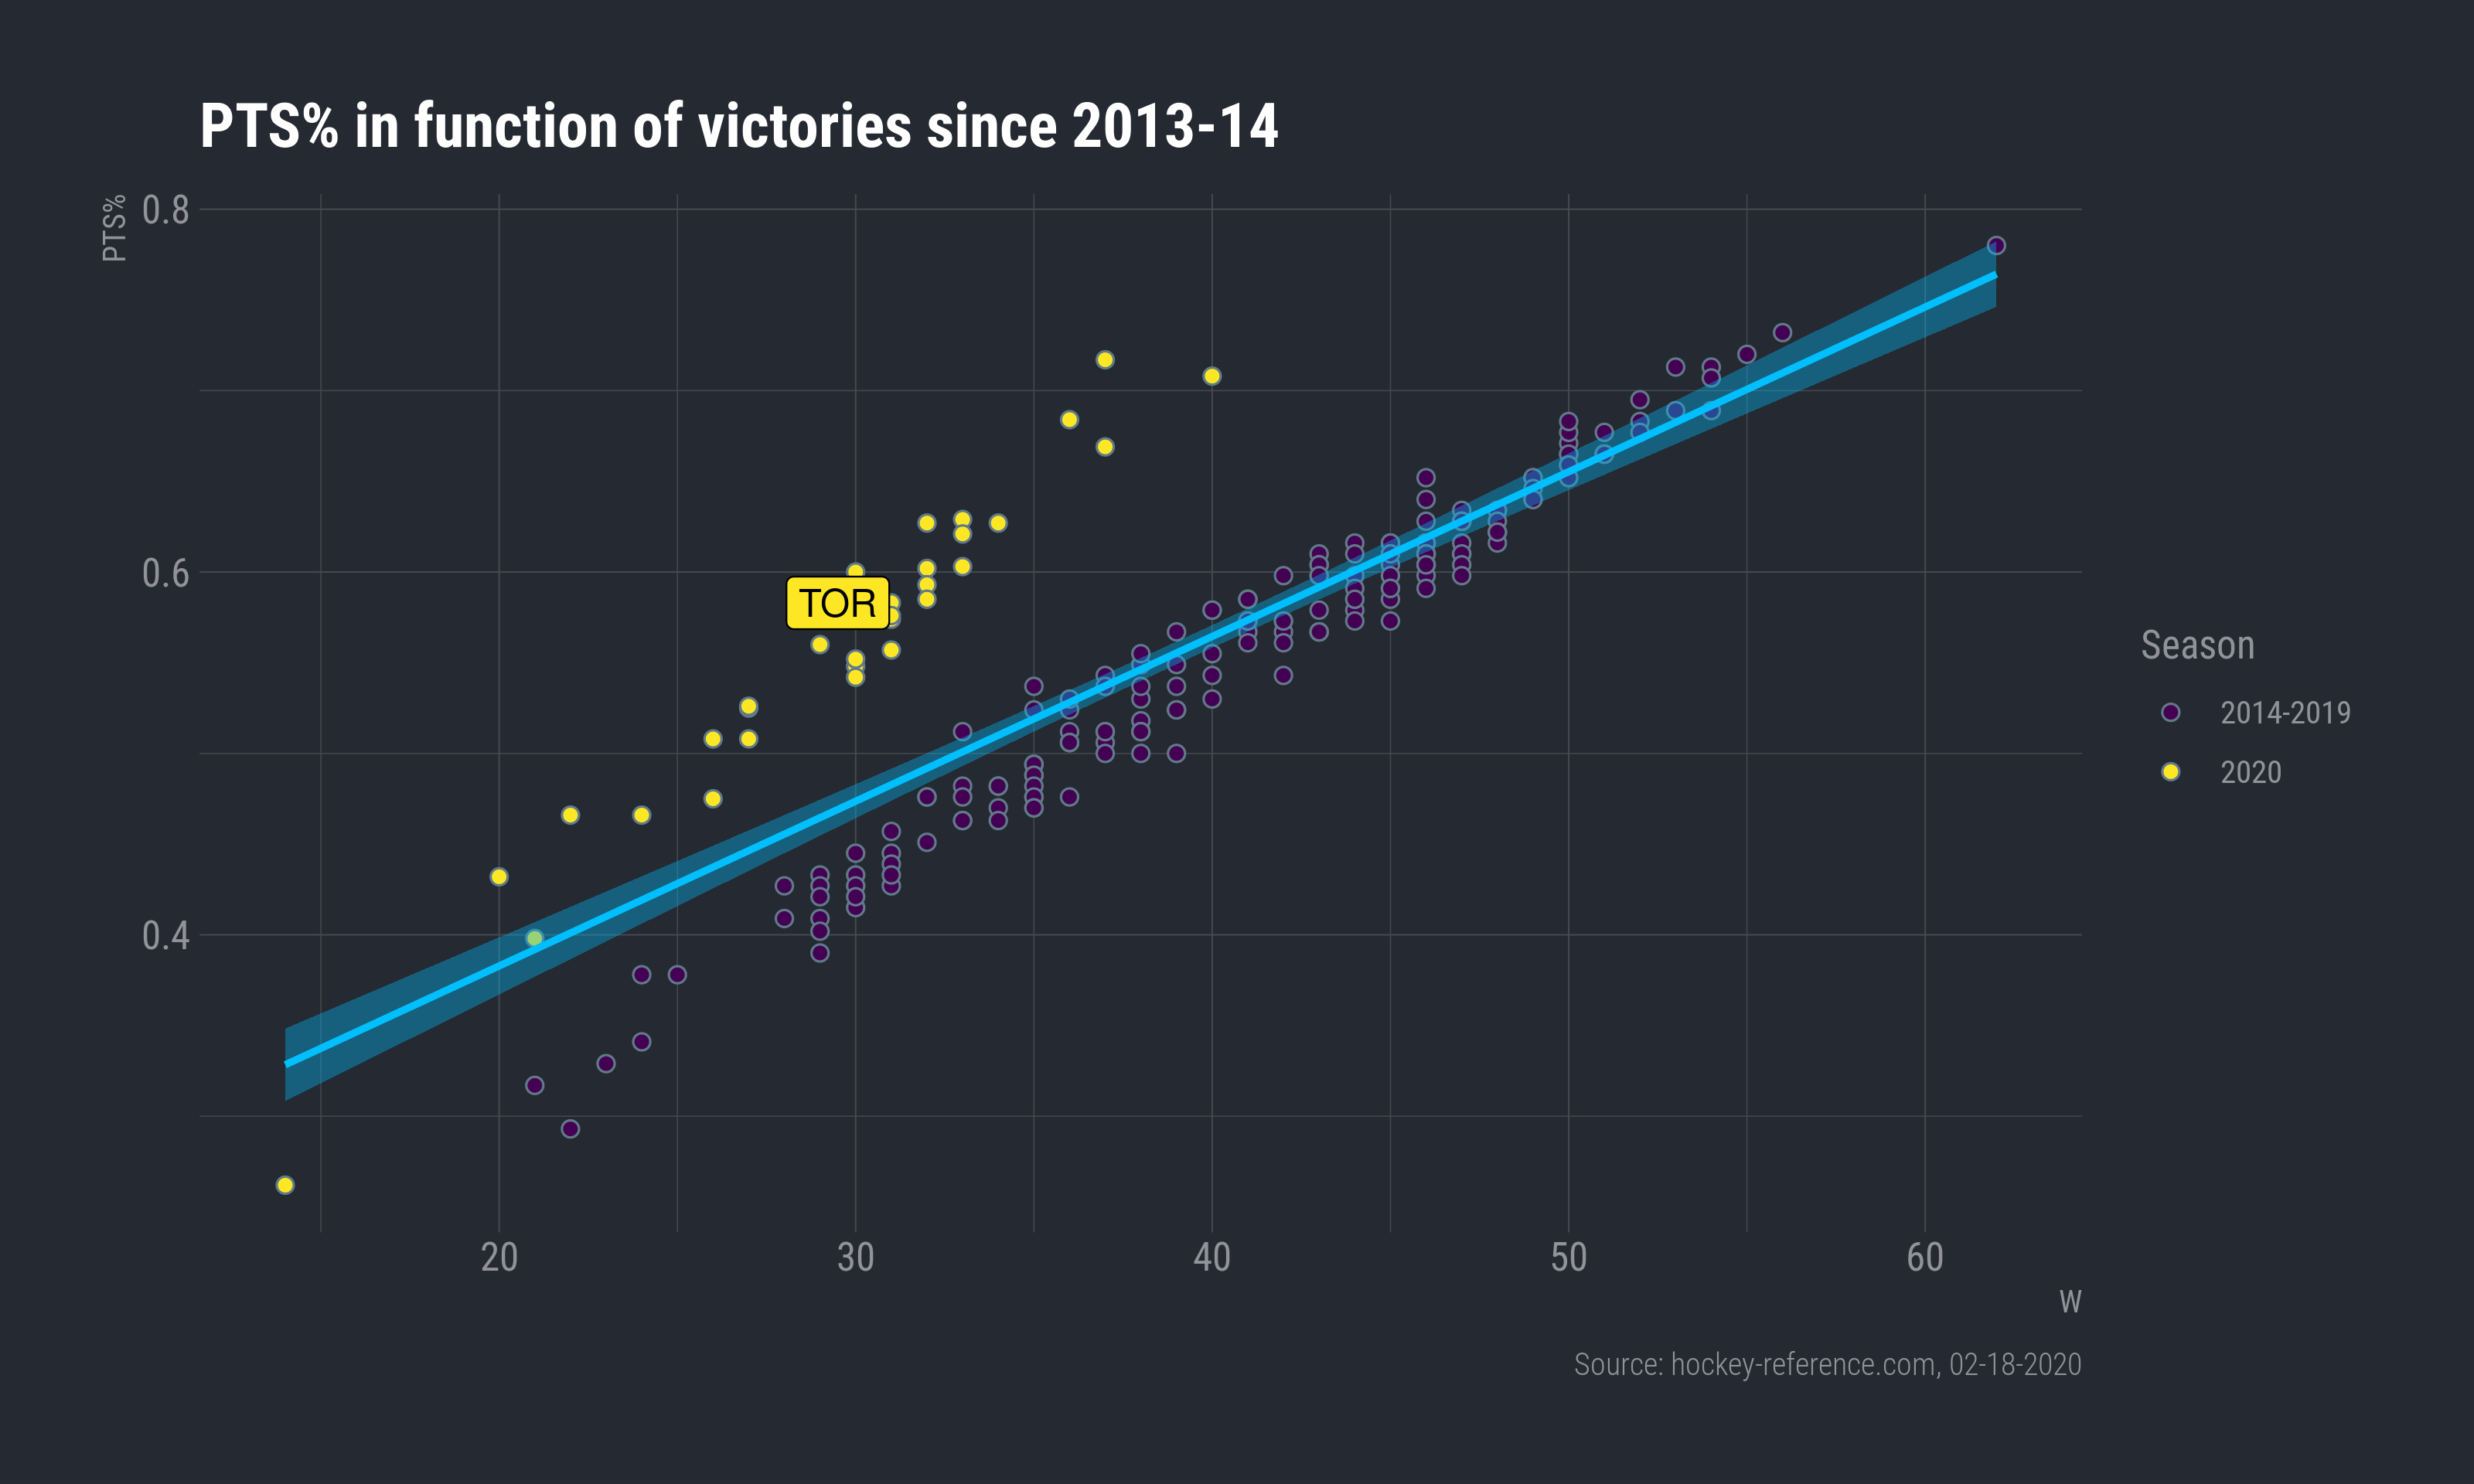 PTS% in function of victories since 2013-14
PTS%
0.8
0.6
0.4
TOR
20
30
40
50
60
W
Season
2014-2019
2020
Source: hockey-reference.com, 02-18-2020